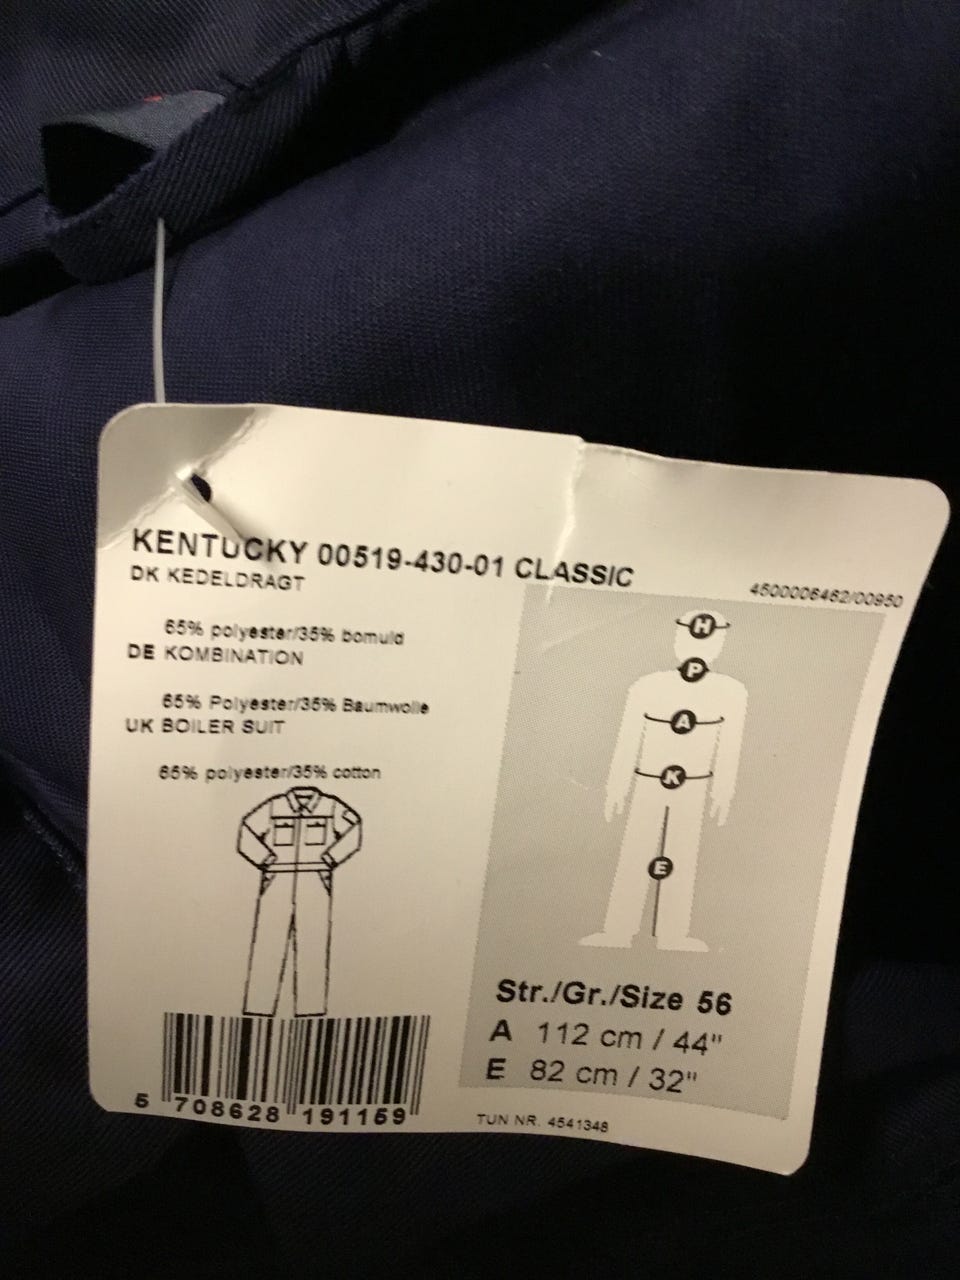 KENTUCKY 00519-430-01 CLASSIC
DK KEDELDRAGT
4500006462/00950
65% polyester/35% bomuld
DE KOMBINATION
65% Polyester/35% Baumwolle
UK BOILER SUIT
65% polyester/35% cotton
H
P
A
K
E
Str./Gr./Size 56
A 112 cm / 44"
E 82 cm / 32"
5 708628 191159
TUN NR. 4541348